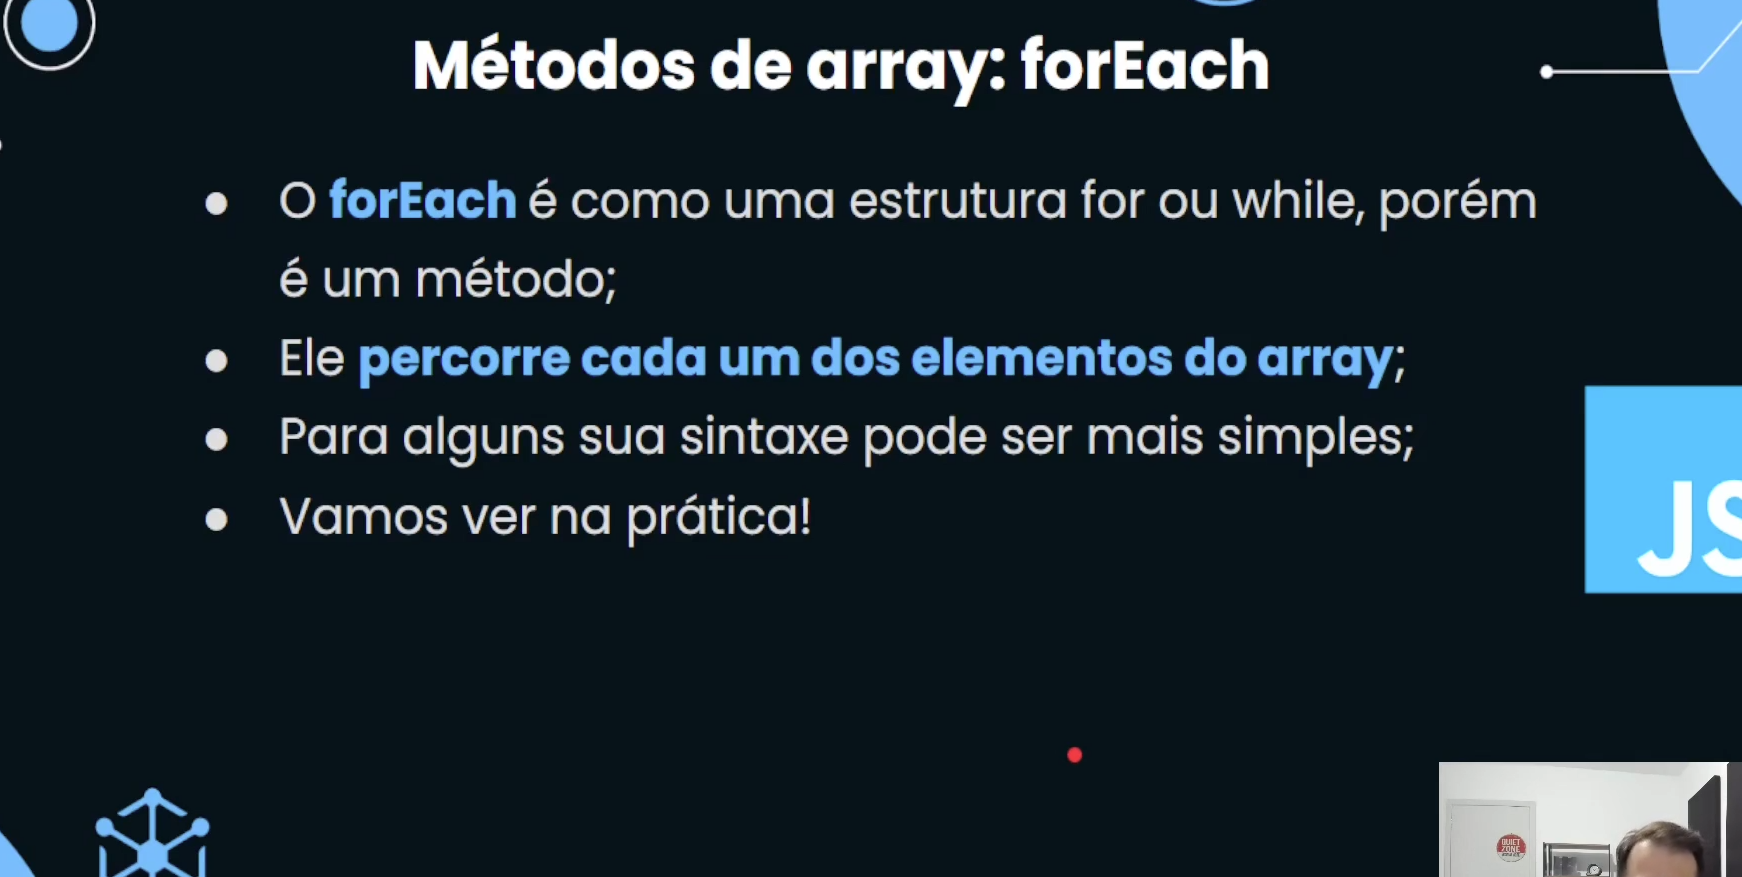 Métodos de array: forEach
O forEach é como uma estrutura for ou while, porém
é um método;
Ele percorre cada um dos elementos do array;
Para alguns sua sintaxe pode ser mais simples;
Vamos ver na prática!
JS
QUIET
ZONE